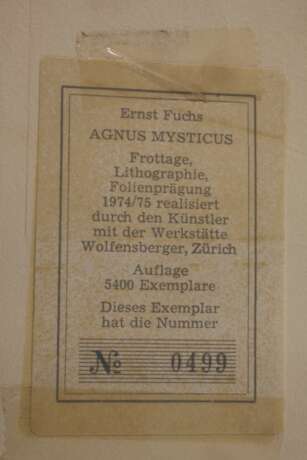 Ernst Fuchs
AGNUS MYSTICUS
Frottage,
Lithographie,
Folienprägung
1974/75 realisiert
durch den Künstler
mit der Werkstätte
Wolfensberger, Zürich
Auflage
5400 Exemplare
Dieses Exemplar
hat die Nummer
№ 0499